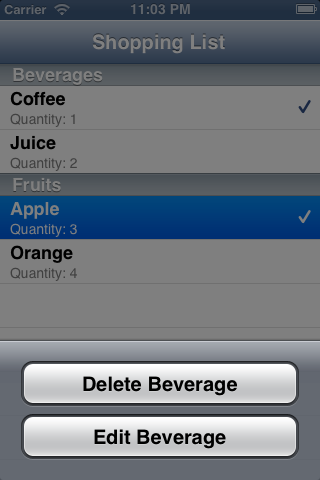 Carrier 11:03 PM
Shopping List
Beverages
Coffee
Quantity: 1
Juice
Quantity: 2
Fruits
Apple
Quantity: 3
Orange
Quantity: 4
Delete Beverage
Edit Beverage